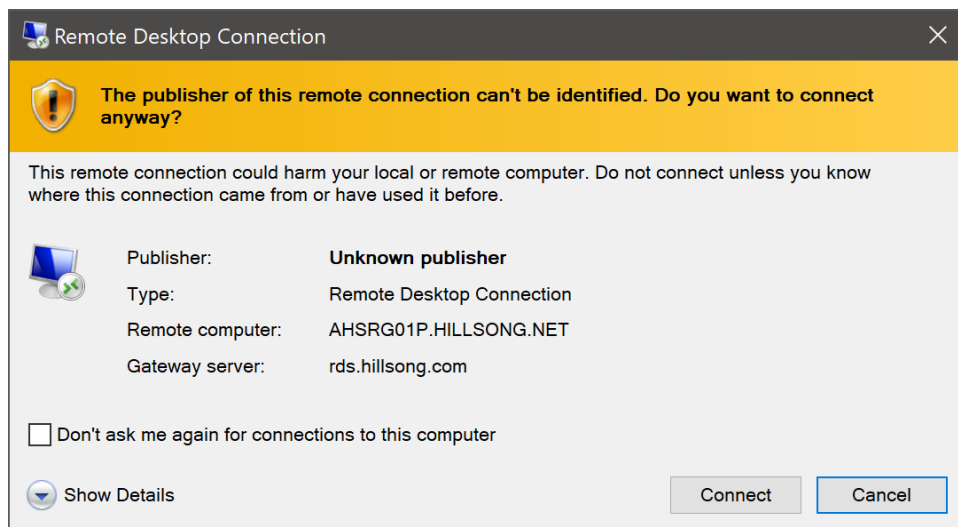 Remote Desktop Connection
The publisher of this remote connection can't be identified. Do you want to connect
anyway?
This remote connection could harm your local or remote computer. Do not connect unless you know
where this connection came from or have used it before.
Publisher: Unknown publisher
Type: Remote Desktop Connection
Remote computer: AHSRG01P.HILLSONG.NET
Gateway server: rds.hillsong.com
Don't ask me again for connections to this computer
Show Details Connect Cancel